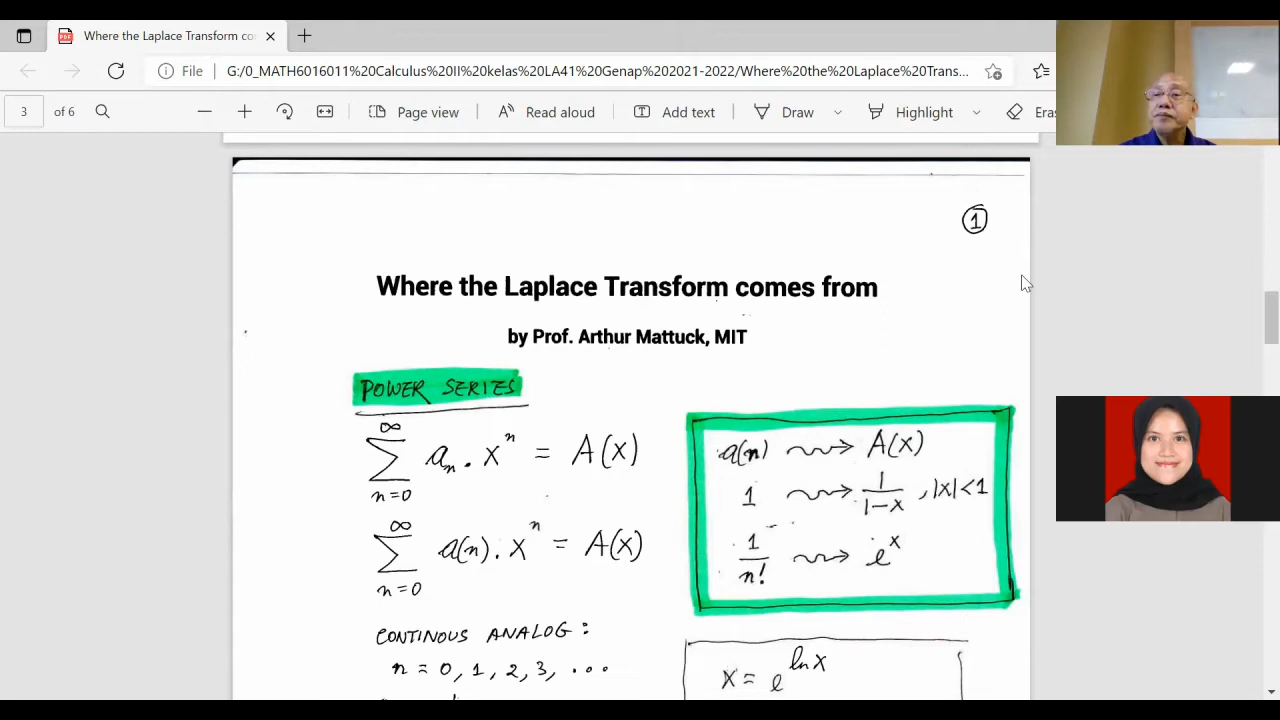 Where the Laplace Transform co
File G:/0_MATH6016011%20Calculus%20II%20kelas%20LA41%20Genap%202021-2022/Where%20the%20Laplace%20Trans...
3 of 6 Page view Read aloud Add text Draw Highlight Eras
1
Where the Laplace Transform comes from
by Prof. Arthur Mattuck, MIT
POWER SERIES
∞
∑ aₙ · xⁿ = A(x)
n=0
∞
∑ a(n) · xⁿ = A(x)
n=0
CONTINOUS ANALOG :
n = 0, 1, 2, 3, ...
a(n) ⇝ A(x)
1 ⇝ 1/(1-x) , |x|<1
1/n! ⇝ eˣ
x = e^(ln x)